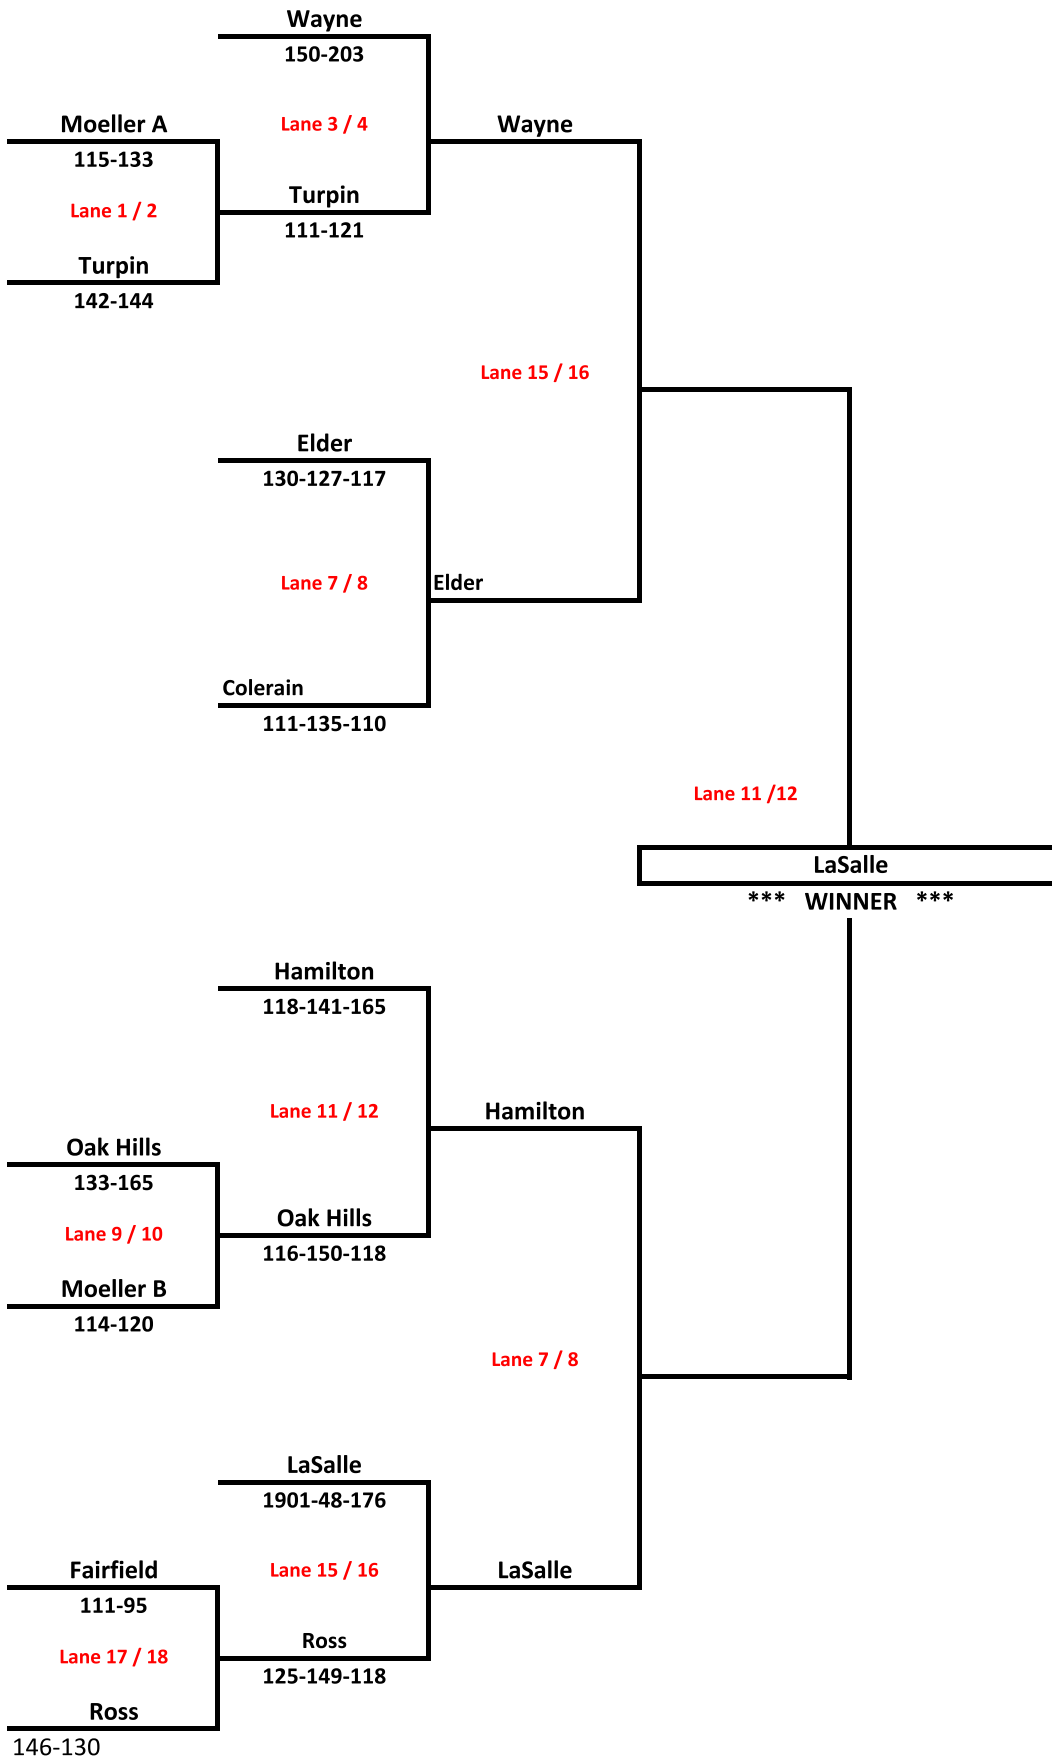 Wayne
150-203
Moeller A
Lane 3 / 4
Wayne
115-133
Turpin
Lane 1 / 2
111-121
Turpin
142-144
Lane 15 / 16
Elder
130-127-117
Lane 7 / 8
Elder
Colerain
111-135-110
Lane 11 /12
LaSalle
*** WINNER ***
Hamilton
118-141-165
Lane 11 / 12
Hamilton
Oak Hills
133-165
Oak Hills
Lane 9 / 10
116-150-118
Moeller B
114-120
Lane 7 / 8
LaSalle
1901-48-176
Fairfield
Lane 15 / 16
LaSalle
111-95
Ross
Lane 17 / 18
125-149-118
Ross
146-130